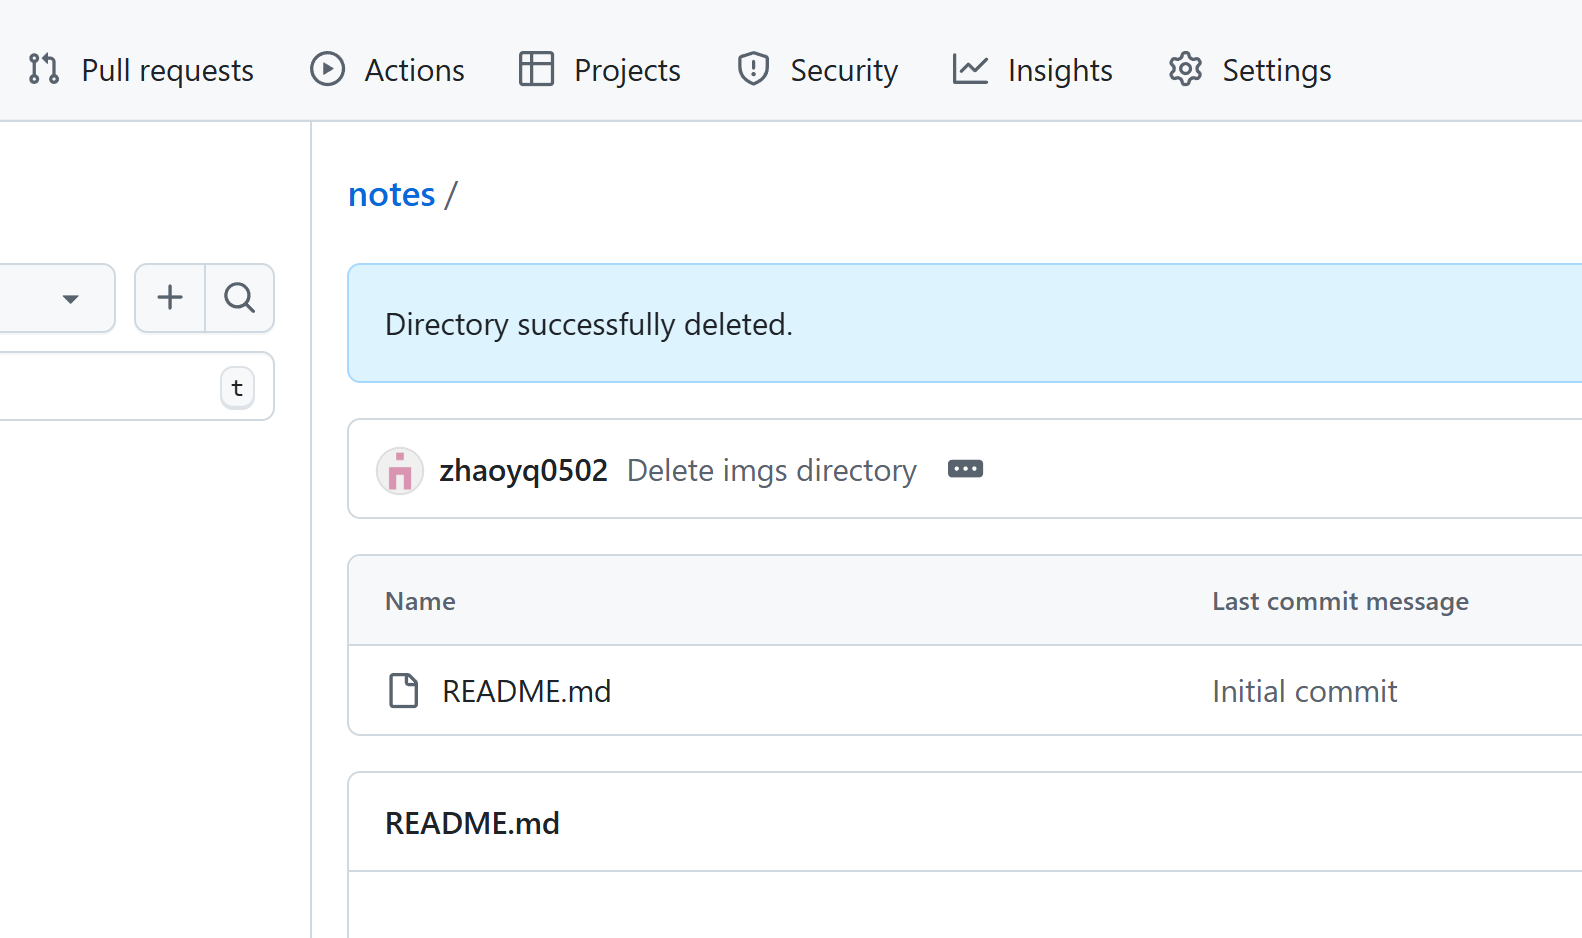 Pull requests Actions Projects Security Insights Settings
notes /
Directory successfully deleted.
t
zhaoyq0502 Delete imgs directory
Name Last commit message
README.md Initial commit
README.md